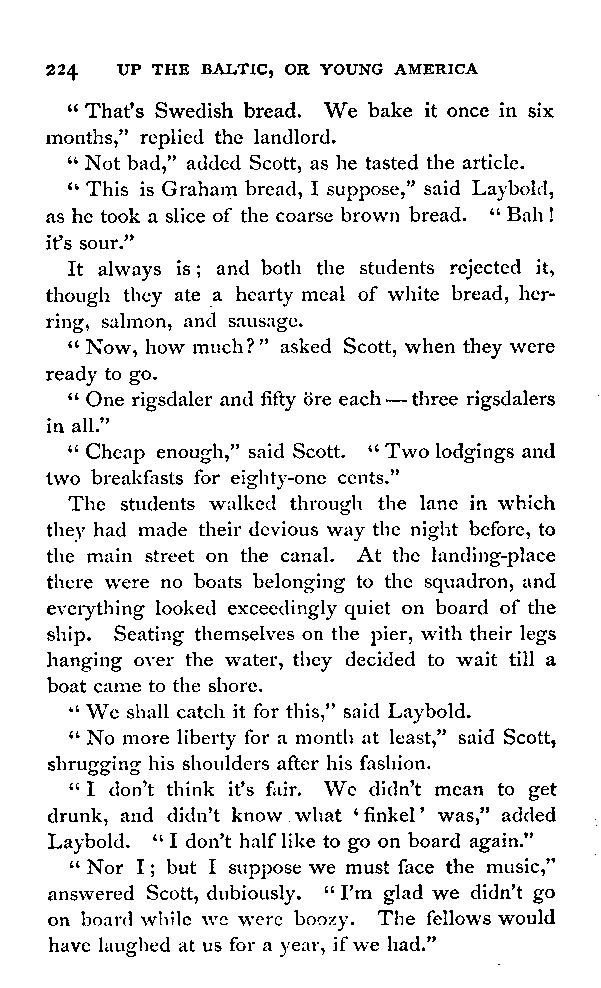 224 UP THE BALTIC, OR YOUNG AMERICA
“ That’s Swedish bread. We bake it once in six
months,” replied the landlord.
“ Not bad,” added Scott, as he tasted the article.
“ This is Graham bread, I suppose,” said Laybold,
as he took a slice of the coarse brown bread. “ Bah !
it’s sour.”
It always is ; and both the students rejected it,
though they ate a hearty meal of white bread, her-
ring, salmon, and sausage.
“ Now, how much? ” asked Scott, when they were
ready to go.
“ One rigsdaler and fifty öre each — three rigsdalers
in all.”
“ Cheap enough,” said Scott. “ Two lodgings and
two breakfasts for eighty-one cents.”
The students walked through the lane in which
they had made their devious way the night before, to
the main street on the canal. At the landing-place
there were no boats belonging to the squadron, and
everything looked exceedingly quiet on board of the
ship. Seating themselves on the pier, with their legs
hanging over the water, they decided to wait till a
boat came to the shore.
“ We shall catch it for this,” said Laybold.
“ No more liberty for a month at least,” said Scott,
shrugging his shoulders after his fashion.
“ I don’t think it’s fair. We didn’t mean to get
drunk, and didn’t know what ‘ finkel ’ was,” added
Laybold. “ I don’t half like to go on board again.”
“ Nor I ; but I suppose we must face the music,”
answered Scott, dubiously. “ I’m glad we didn’t go
on board while we were boozy. The fellows would
have laughed at us for a year, if we had.”